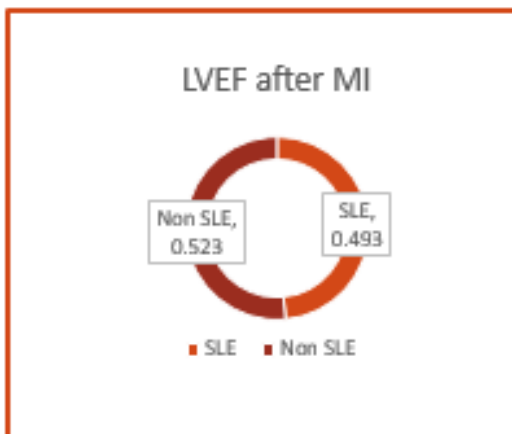 LVEF after MI
Non SLE,
0.523
SLE,
0.493
SLE
Non SLE